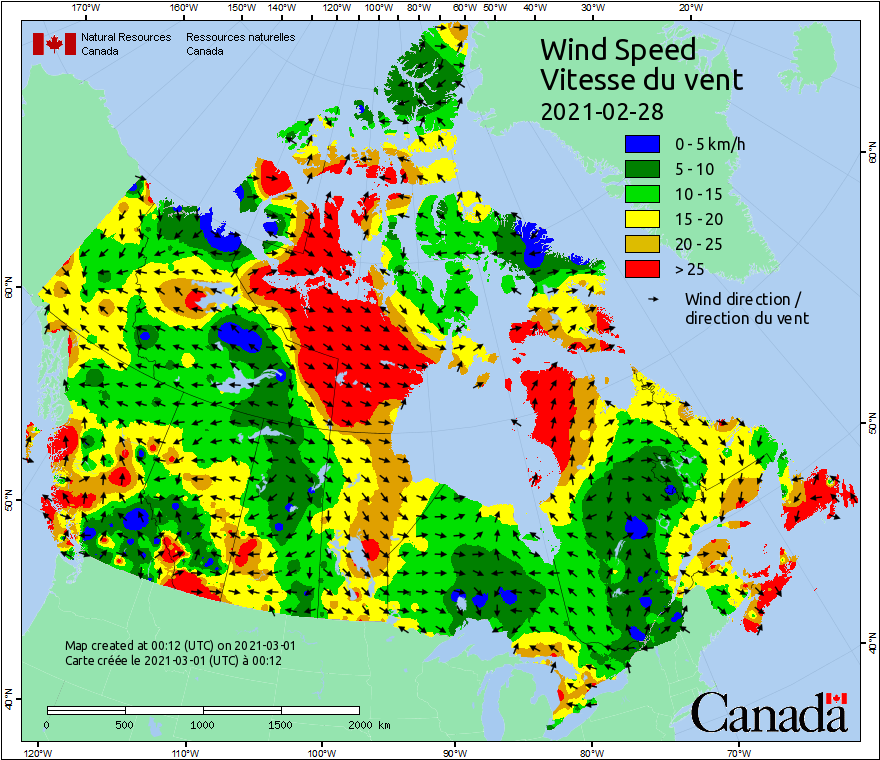 170°W 160°W 150°W 140°W 130°W 120°W 110°W 100°W 90°W 80°W 60°W 50°W 40°W 30°W 20°W
Natural Resources Ressources naturelles
Canada Canada
Wind Speed
Vitesse du vent
2021-02-28
0 - 5 km/h
5 - 10
10 - 15
15 - 20
20 - 25
> 25
Wind direction /
direction du vent
60°N
60°N
50°N
50°N
40°N
40°N
Map created at 00:12 (UTC) on 2021-03-01
Carte créée le 2021-03-01 (UTC) à 00:12
0 500 1000 1500 2000 km
Canada
120°W 110°W 100°W 90°W 80°W 70°W